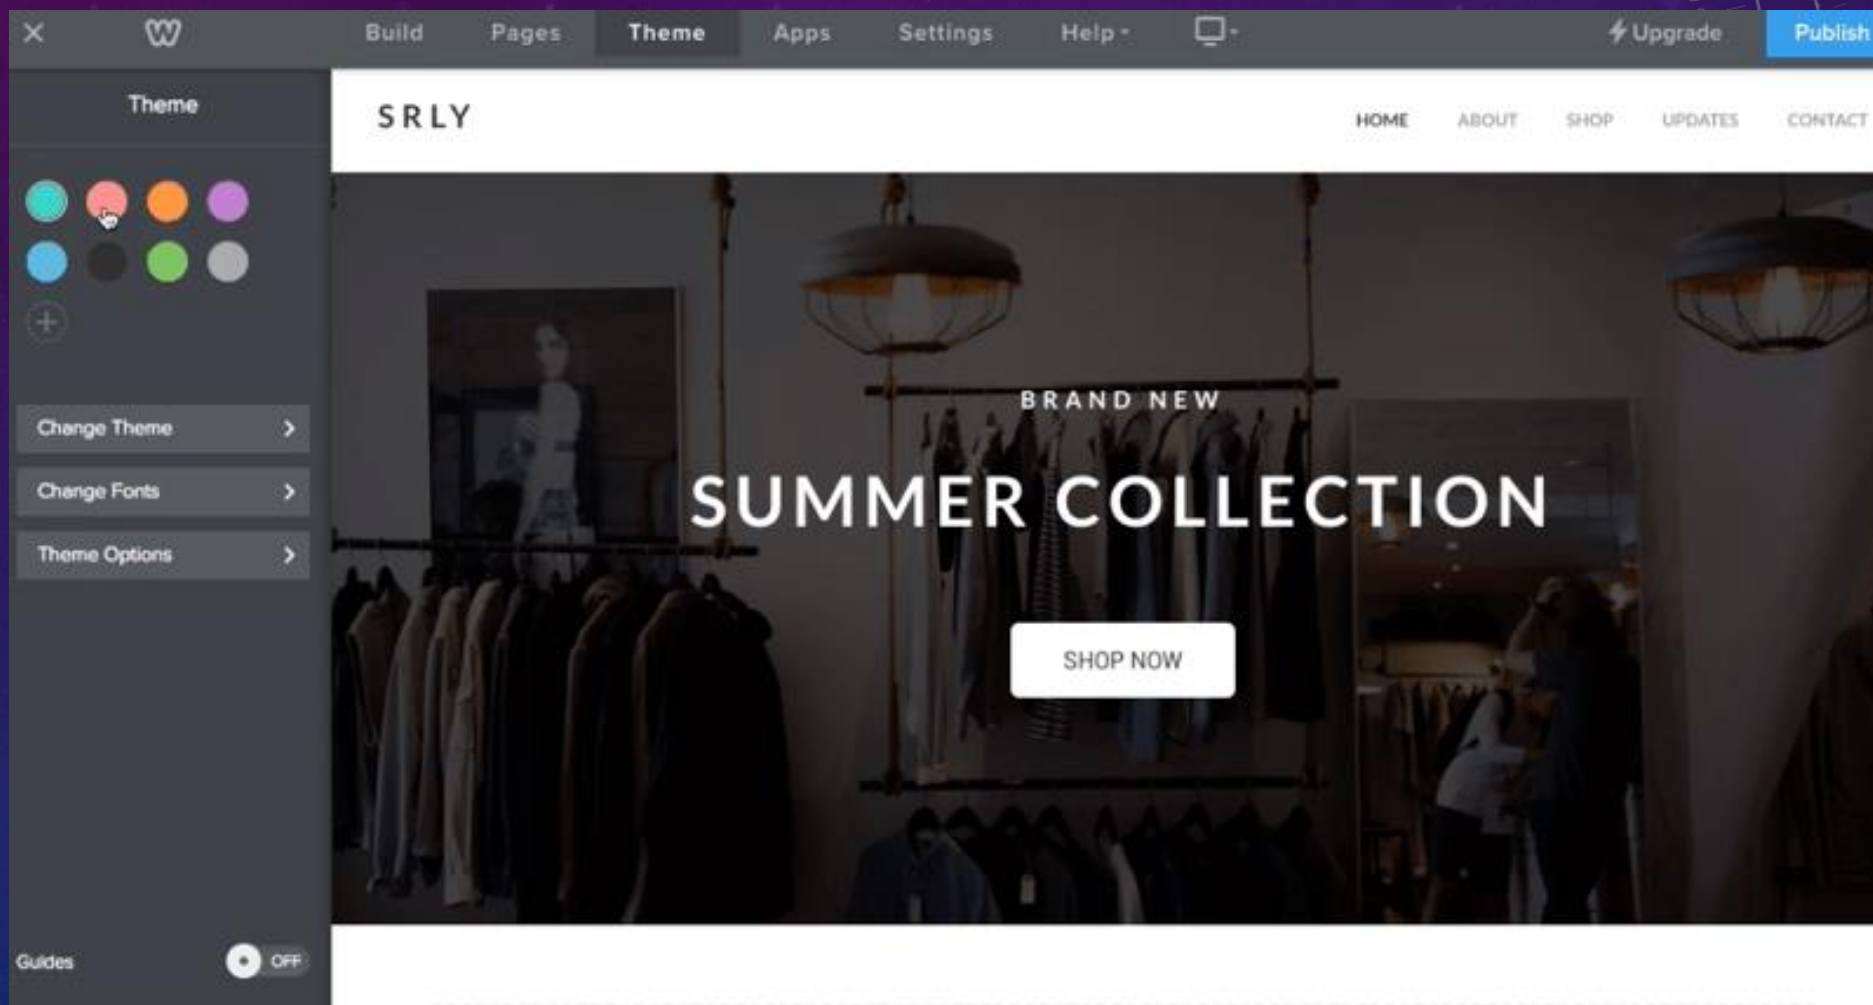 Build Pages Theme Apps Settings Help Upgrade Publish
Theme
SRLY
HOME ABOUT SHOP UPDATES CONTACT
Change Theme
Change Fonts
Theme Options
BRAND NEW
SUMMER COLLECTION
SHOP NOW
Guides OFF